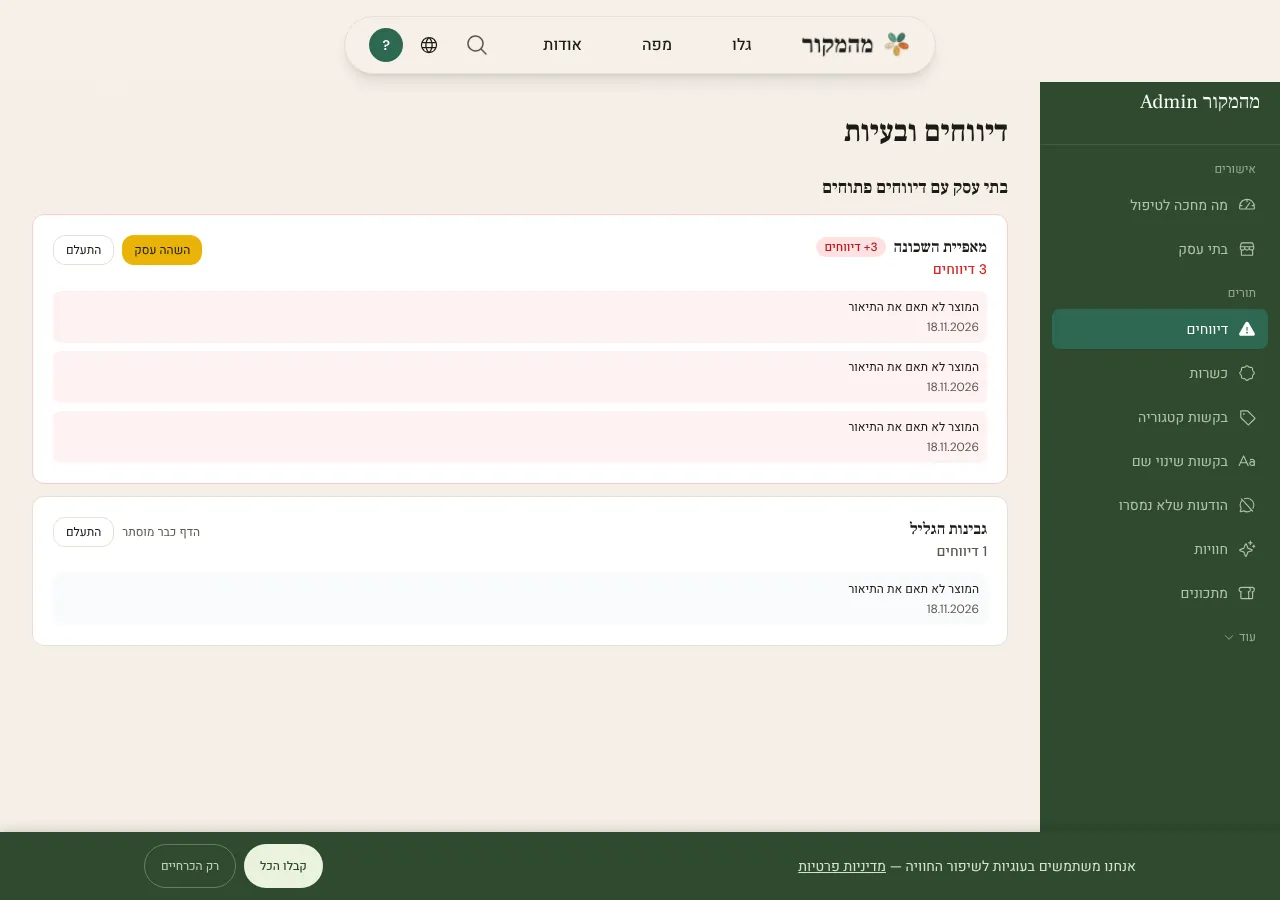 מהמקור
גלו
מפה
אודות
?
מהמקור Admin
אישורים
מה מחכה לטיפול
בתי עסק
תורים
דיווחים
כשרות
בקשות קטגוריה
Aa בקשות שינוי שם
הודעות שלא נמסרו
חוויות
מתכונים
עוד
דיווחים ובעיות
בתי עסק עם דיווחים פתוחים
מאפיית השכונה
3+ דיווחים
השהה עסק
התעלם
3 דיווחים
המוצר לא תאם את התיאור
18.11.2026
המוצר לא תאם את התיאור
18.11.2026
המוצר לא תאם את התיאור
18.11.2026
גבינות הגליל
הדף כבר מוסתר
התעלם
1 דיווחים
המוצר לא תאם את התיאור
18.11.2026
אנחנו משתמשים בעוגיות לשיפור החוויה — מדיניות פרטיות
קבלו הכל
רק הכרחיים